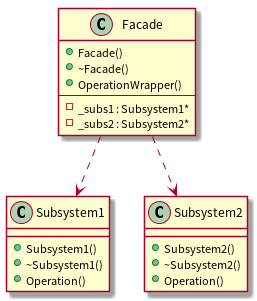 C Facade
Facade()
~Facade()
OperationWrapper()
_subs1 : Subsystem1*
_subs2 : Subsystem2*
C Subsystem1
Subsystem1()
~Subsystem1()
Operation()
C Subsystem2
Subsystem2()
~Subsystem2()
Operation()